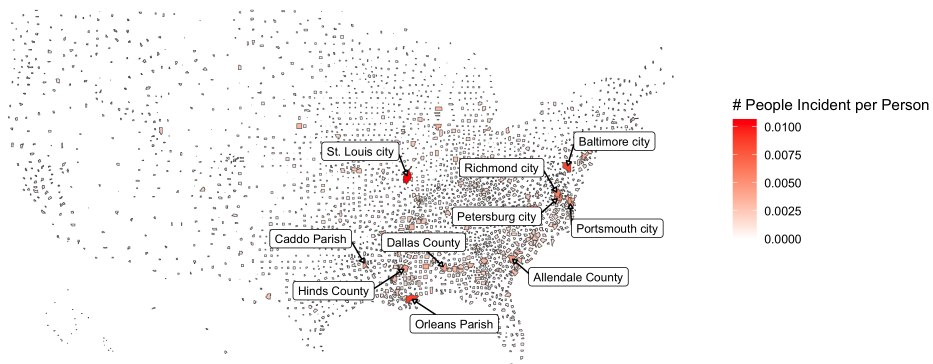 # People Incident per Person
0.0100
0.0075
0.0050
0.0025
0.0000
Baltimore city
St. Louis city
Richmond city
Petersburg city
Portsmouth city
Caddo Parish
Dallas County
Allendale County
Hinds County
Orleans Parish